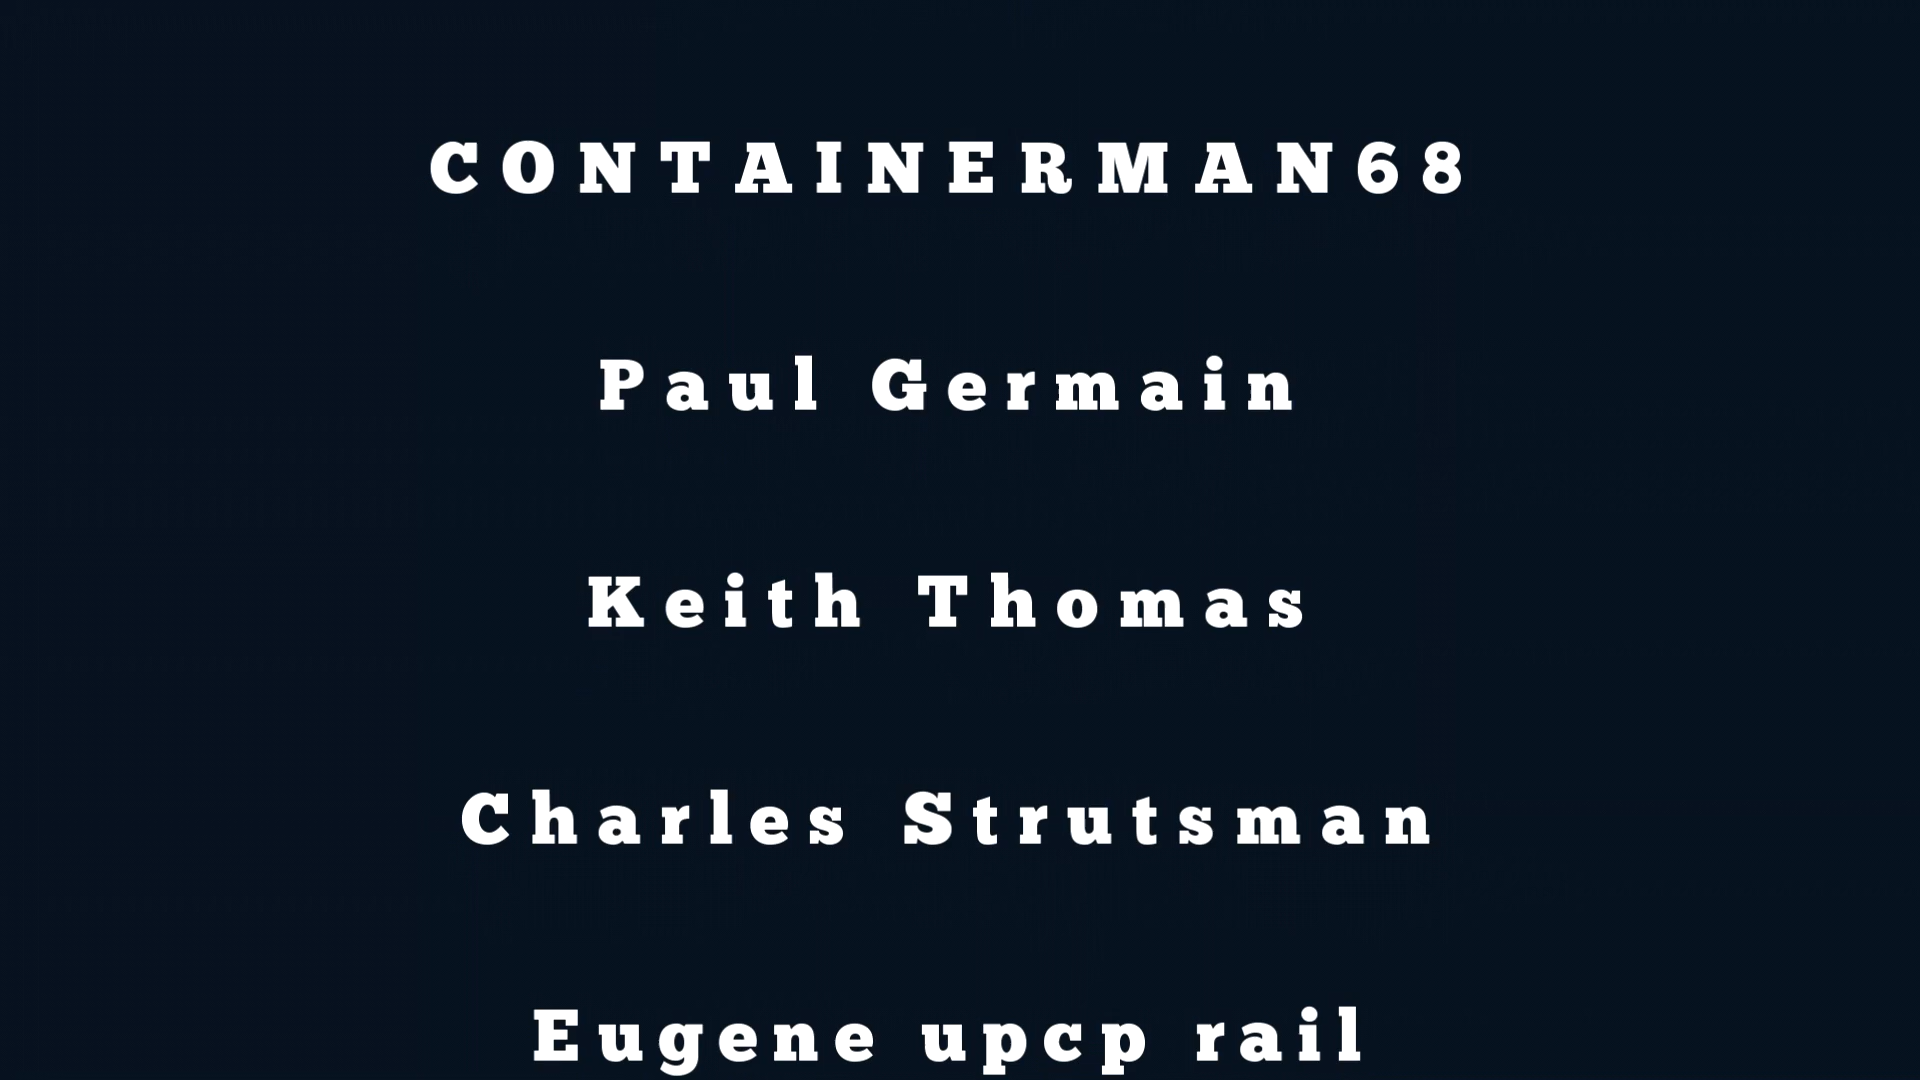 CONTAINERMAN68
Paul Germain
Keith Thomas
Charles Strutsman
Eugene upcp rail